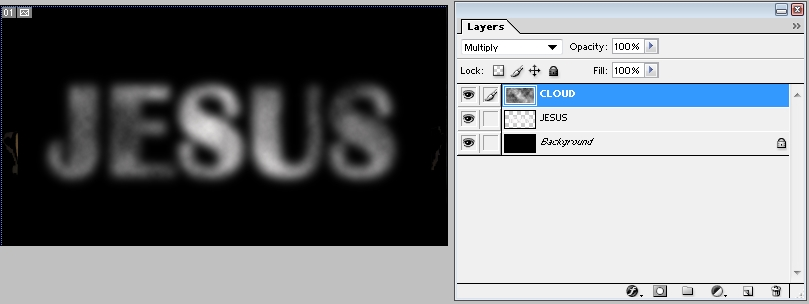 01
JESUS
Layers
Multiply Opacity: 100%
Lock: Fill: 100%
CLOUD
JESUS
Background